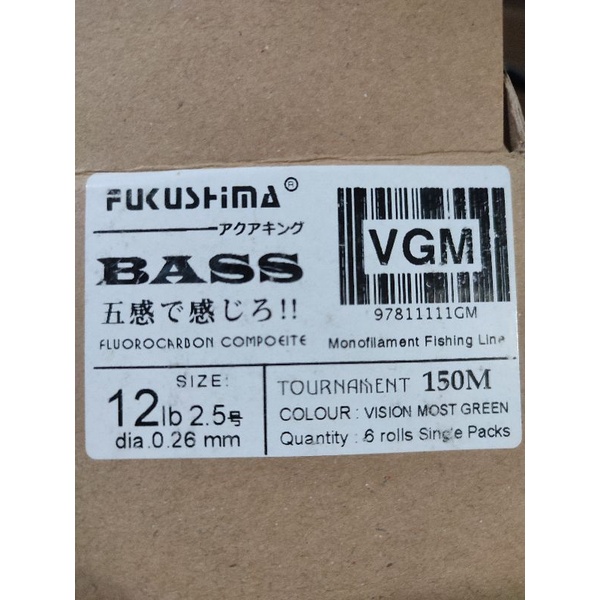 FUKUSHIMA ®
アクアキング
BASS
五感で感じろ!!
FLUOROCARBON COMPOEITE
VGM
97811111GM
Monofilament Fishing Line
SIZE:
12lb 2.5号
dia.0.26 mm
TOURNAMENT 150M
COLOUR : VISION MOST GREEN
Quantity : 6 rolls Single Packs